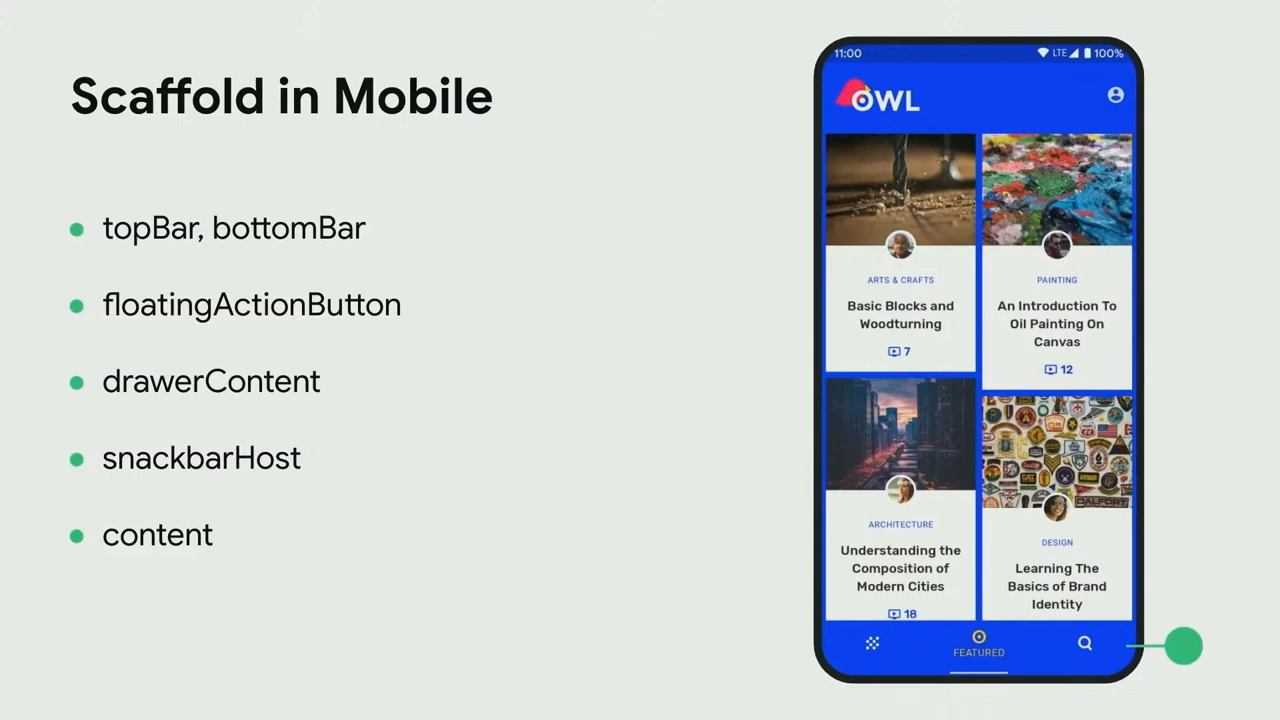 Scaffold in Mobile
topBar, bottomBar
floatingActionButton
drawerContent
snackbarHost
content
11:00
LTE
100%
OWL
ARTS & CRAFTS
Basic Blocks and
Woodturning
7
PAINTING
An Introduction To
Oil Painting On
Canvas
12
ARCHITECTURE
Understanding the
Composition of
Modern Cities
18
DESIGN
Learning The
Basics of Brand
Identity
FEATURED